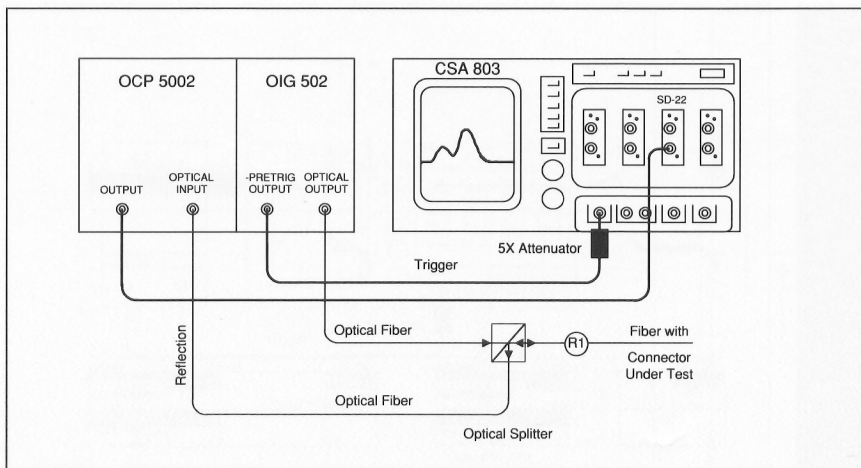 OCP 5002
OIG 502
CSA 803
SD-22
OUTPUT
OPTICAL
INPUT
-PRETRIG
OUTPUT
OPTICAL
OUTPUT
5X Attenuator
Trigger
Reflection
Optical Fiber
R1
Fiber with
Connector
Under Test
Optical Fiber
Optical Splitter